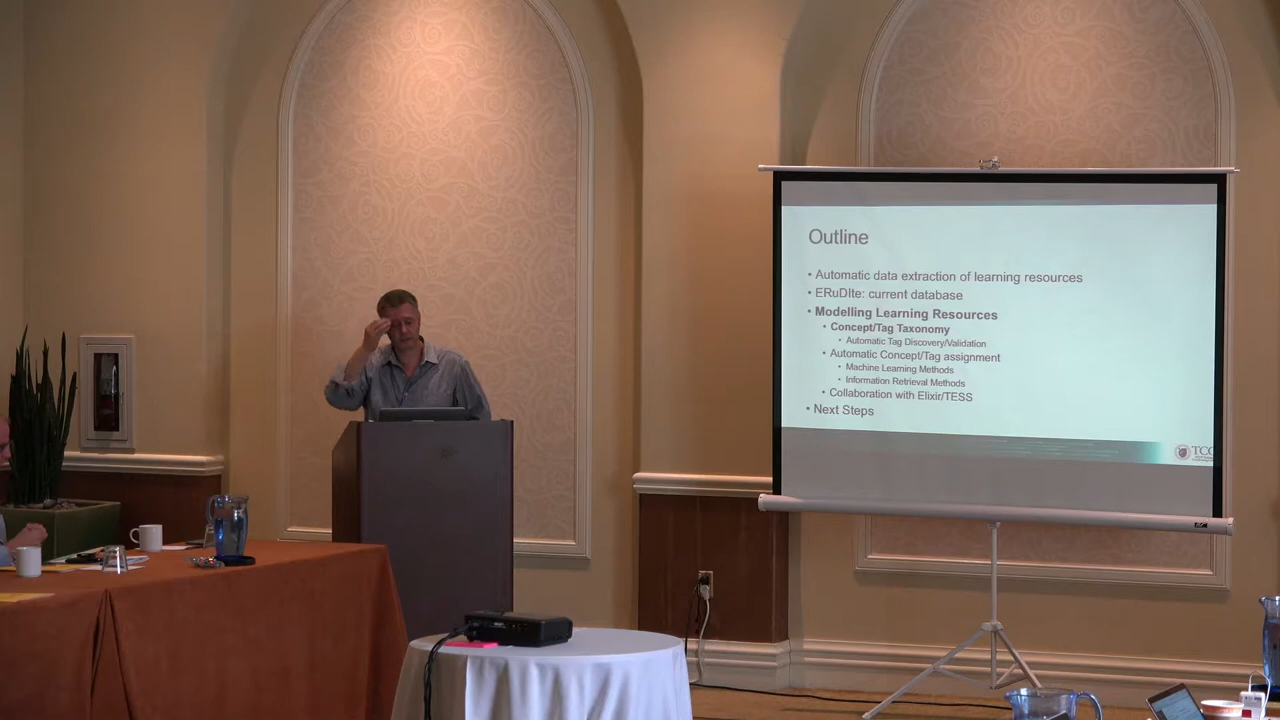 Outline
• Automatic data extraction of learning resources
• ERuDIte: current database
• Modelling Learning Resources
• Concept/Tag Taxonomy
• Automatic Tag Discovery/Validation
• Automatic Concept/Tag assignment
• Machine Learning Methods
• Information Retrieval Methods
• Collaboration with Elixir/TESS
• Next Steps